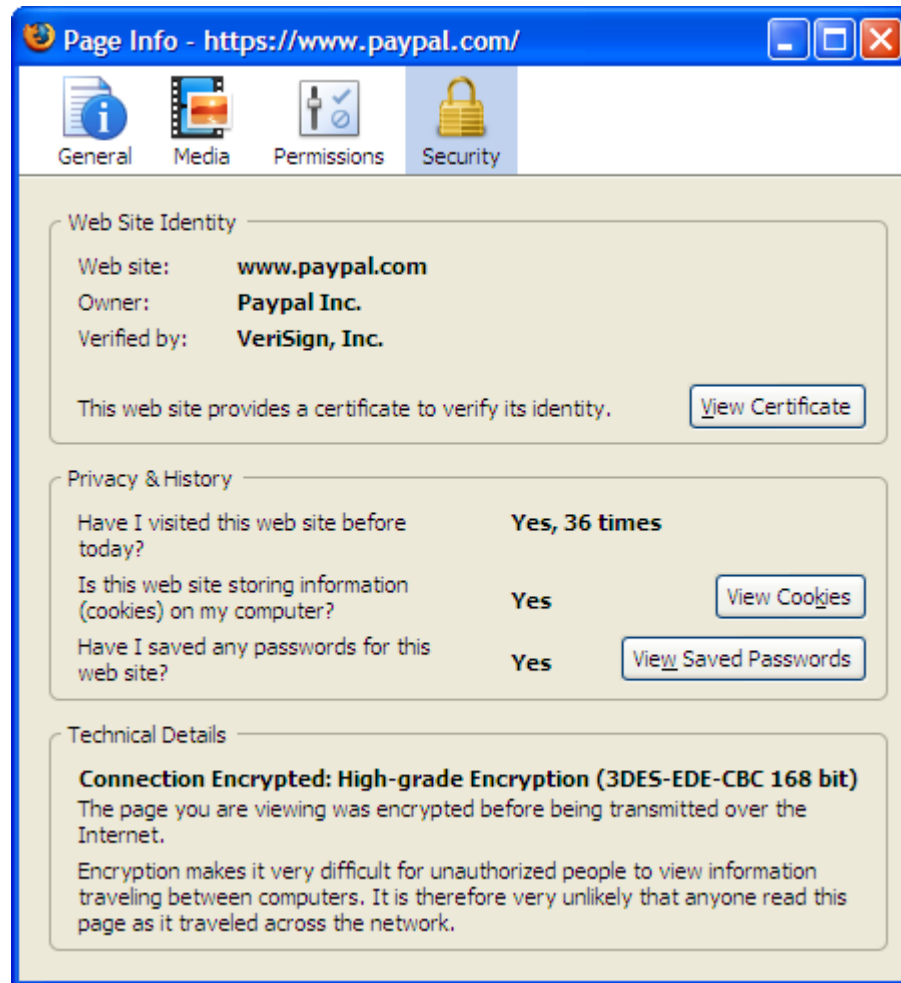 Page Info - https://www.paypal.com/
General Media Permissions Security
Web Site Identity
Web site: www.paypal.com
Owner: Paypal Inc.
Verified by: VeriSign, Inc.
This web site provides a certificate to verify its identity. View Certificate
Privacy & History
Have I visited this web site before
today?
Yes, 36 times
Is this web site storing information
(cookies) on my computer?
Yes View Cookies
Have I saved any passwords for this
web site?
Yes View Saved Passwords
Technical Details
Connection Encrypted: High-grade Encryption (3DES-EDE-CBC 168 bit)
The page you are viewing was encrypted before being transmitted over the
Internet.
Encryption makes it very difficult for unauthorized people to view information
traveling between computers. It is therefore very unlikely that anyone read this
page as it traveled across the network.